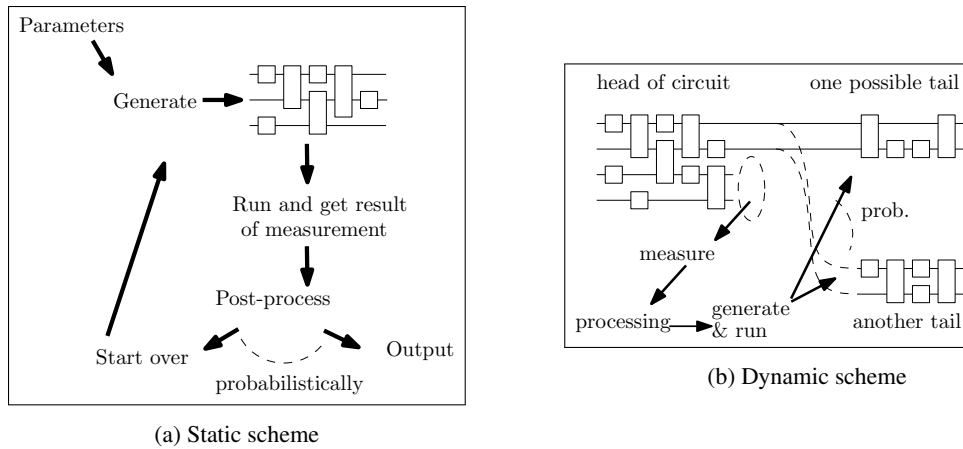 Parameters
Generate
Run and get result
of measurement
Post-process
Start over
Output
probabilistically
(a) Static scheme
head of circuit
one possible tail
prob.
measure
processing
generate
& run
another tail
(b) Dynamic scheme